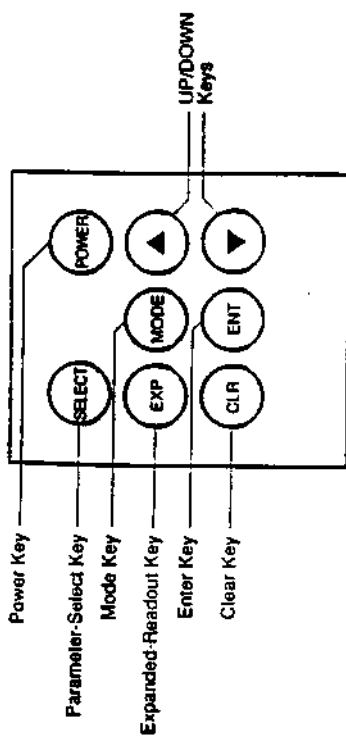 Power Key
Parameter-Select Key
Mode Key
Expanded-Readout Key
Enter Key
Clear Key
SELECT
POWER
EXP
MODE
CLR
ENT
UP/DOWN
Keys